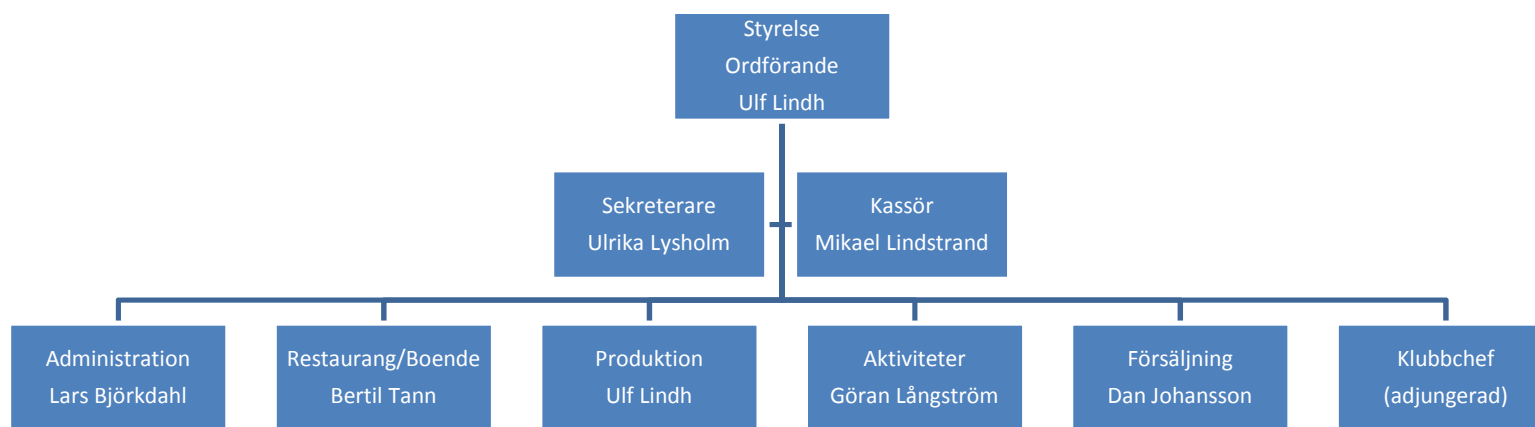 Styrelse
Ordförande
Ulf Lindh
Sekreterare
Ulrika Lysholm
Kassör
Mikael Lindstrand
Administration
Lars Björkdahl
Restaurang/Boende
Bertil Tann
Produktion
Ulf Lindh
Aktiviteter
Göran Långström
Försäljning
Dan Johansson
Klubbchef
(adjungerad)